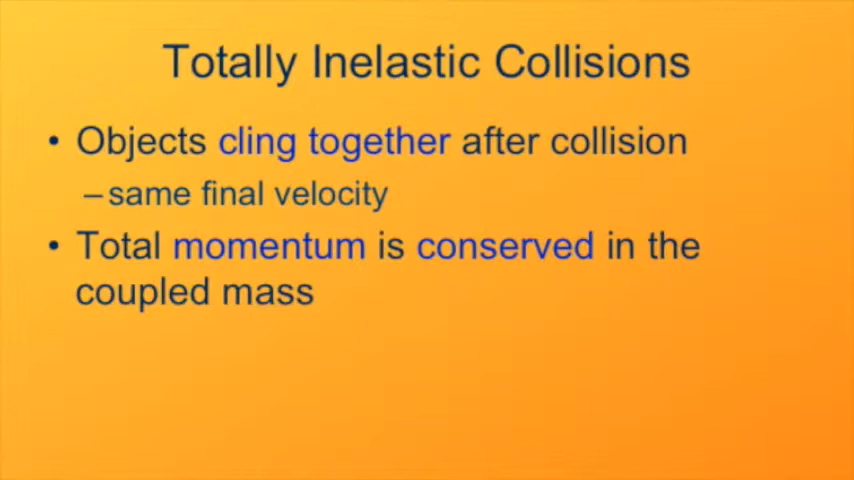 Totally Inelastic Collisions
• Objects cling together after collision
– same final velocity
• Total momentum is conserved in the
coupled mass